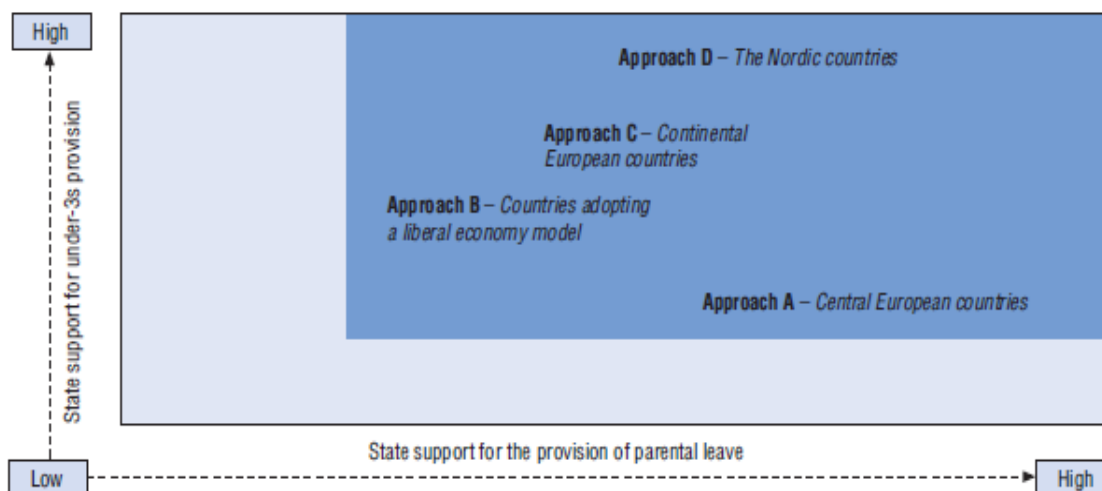 High
Approach D – The Nordic countries
Approach C – Continental
European countries
Approach B – Countries adopting
a liberal economy model
Approach A – Central European countries
State support for under-3s provision
State support for the provision of parental leave
Low
High